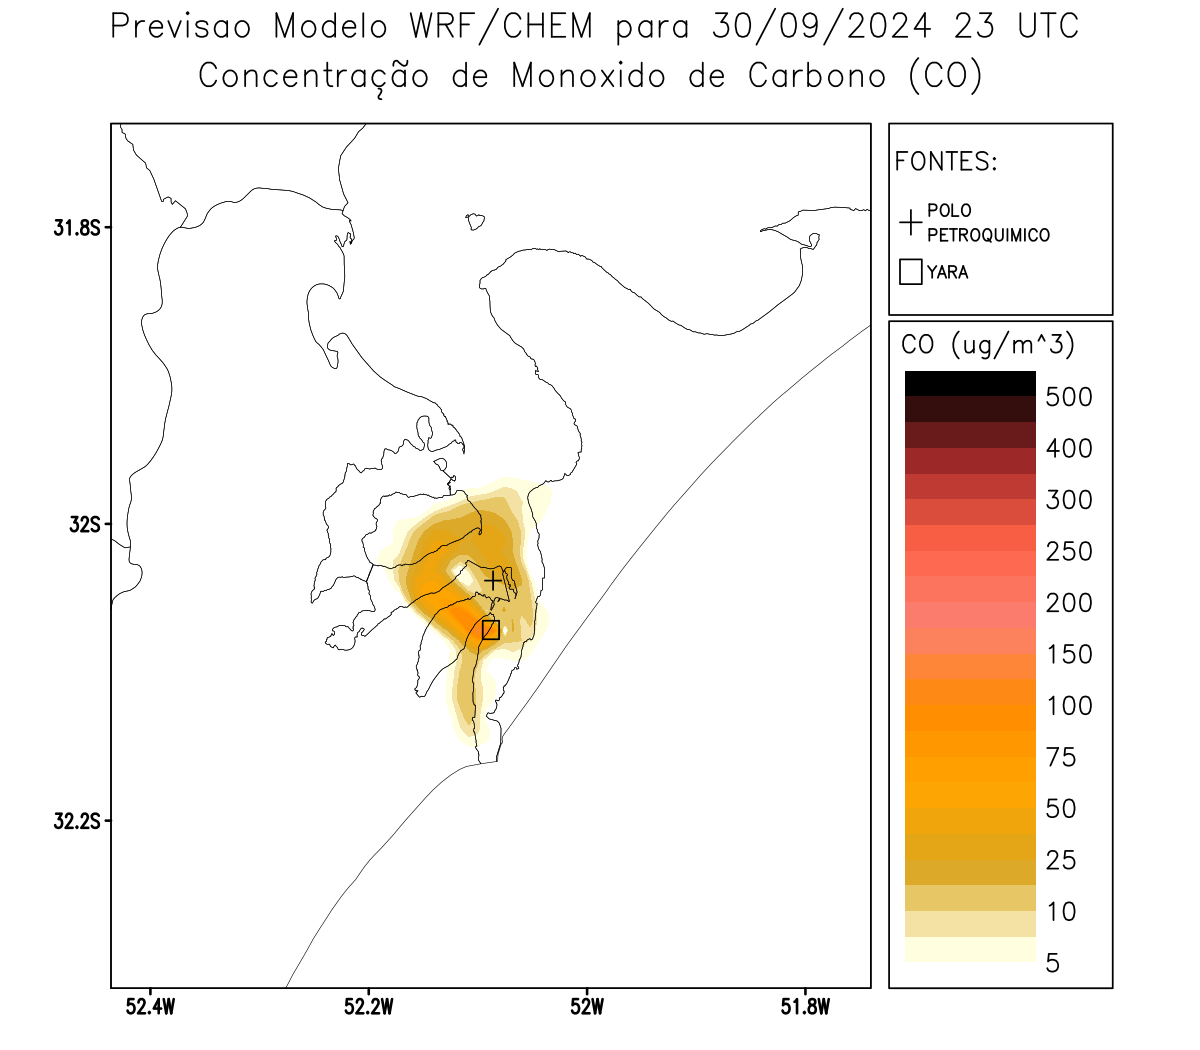 Previsao Modelo WRF/CHEM para 30/09/2024 23 UTC
Concentração de Monoxido de Carbono (CO)
FONTES:
POLO
PETROQUIMICO
YARA
CO (ug/m^3)
500
400
300
250
200
150
100
75
50
25
10
5
31.8S
32S
32.2S
52.4W
52.2W
52W
51.8W